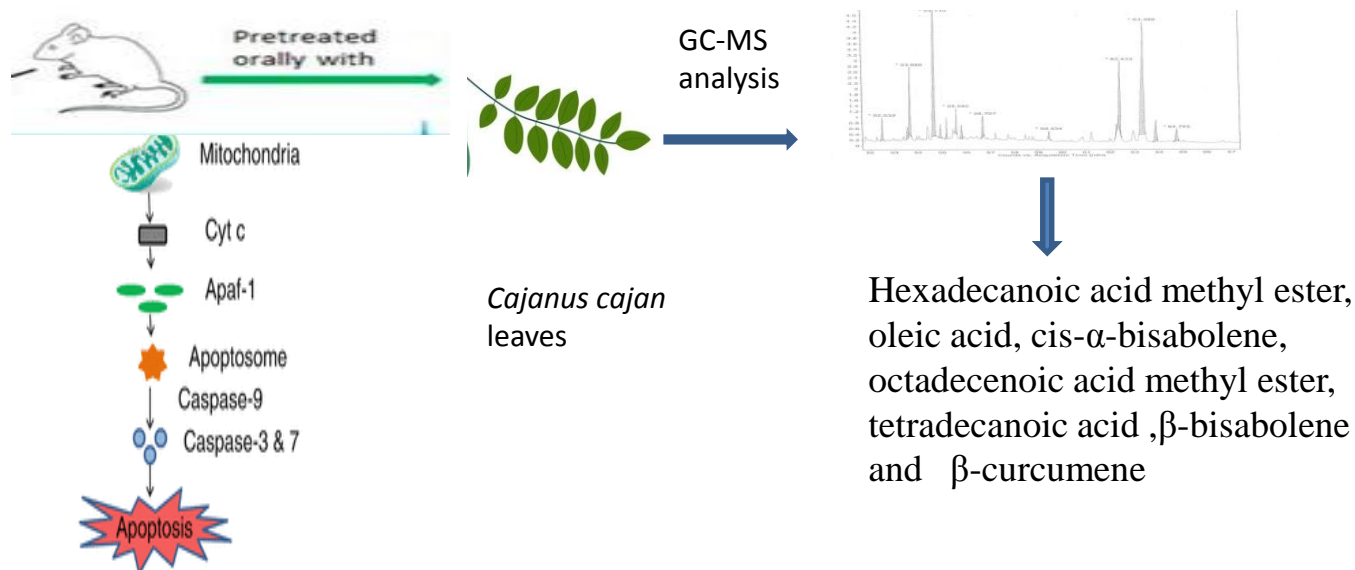 Pretreated
orally with
GC-MS
analysis
Mitochondria
Cyt c
Apaf-1
Apoptosome
Caspase-9
Caspase-3 & 7
Apoptosis
Cajanus cajan
leaves
Hexadecanoic acid methyl ester,
oleic acid, cis-α-bisabolene,
octadecenoic acid methyl ester,
tetradecanoic acid ,β-bisabolene
and β-curcumene